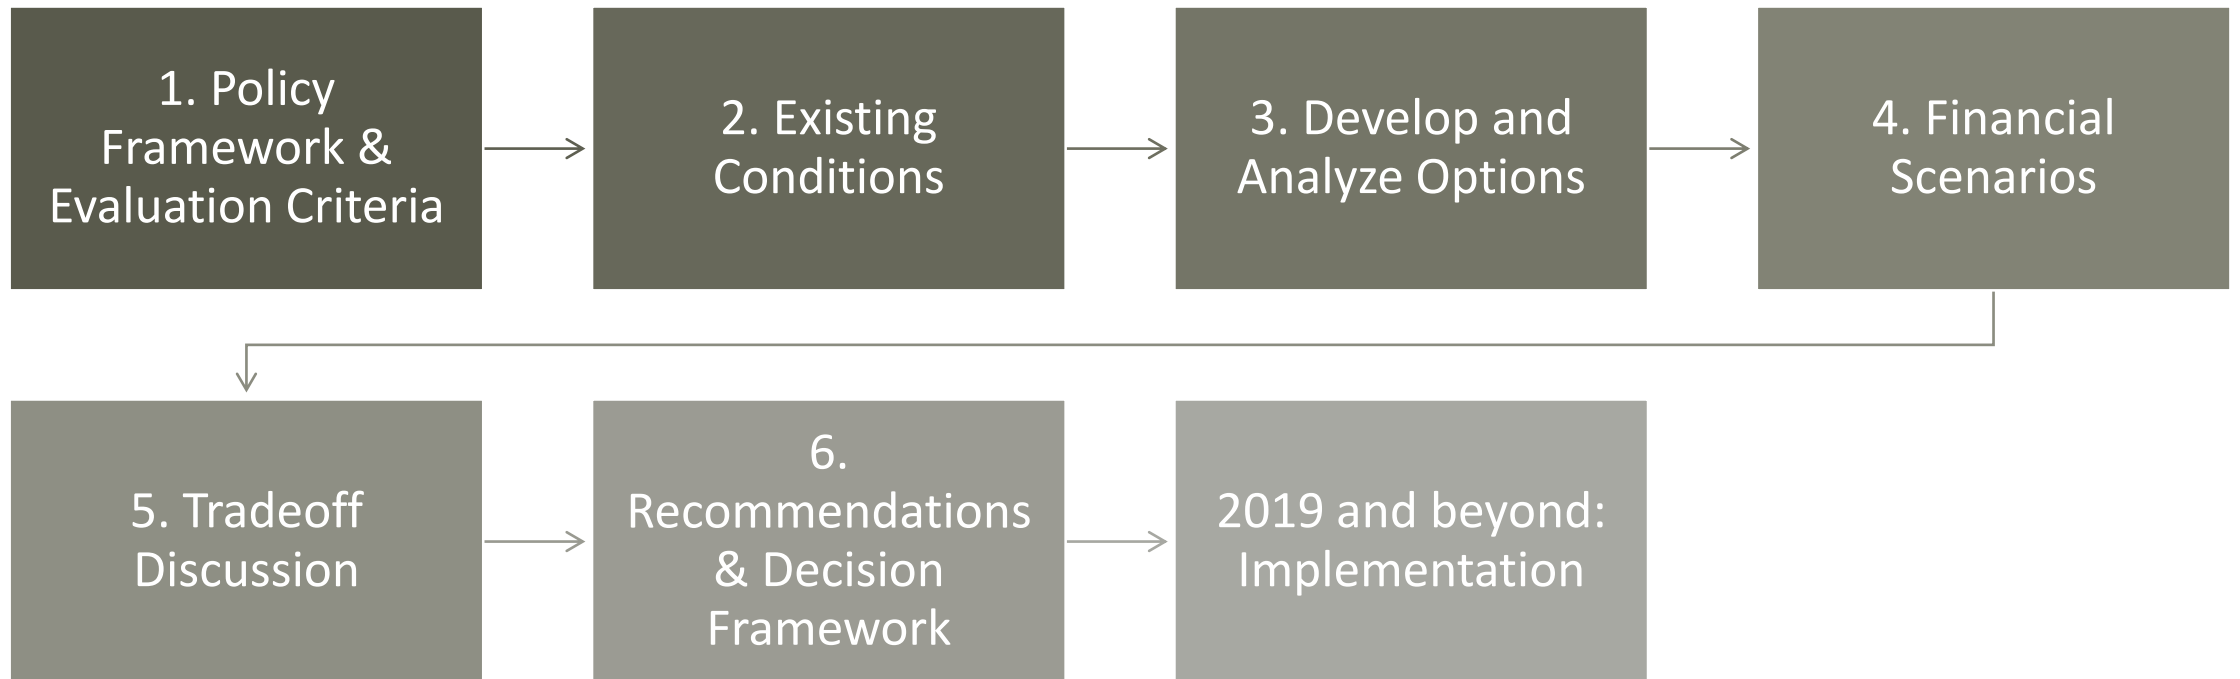 1. Policy
Framework &
Evaluation Criteria
2. Existing
Conditions
3. Develop and
Analyze Options
4. Financial
Scenarios
5. Tradeoff
Discussion
6.
Recommendations
& Decision
Framework
2019 and beyond:
Implementation